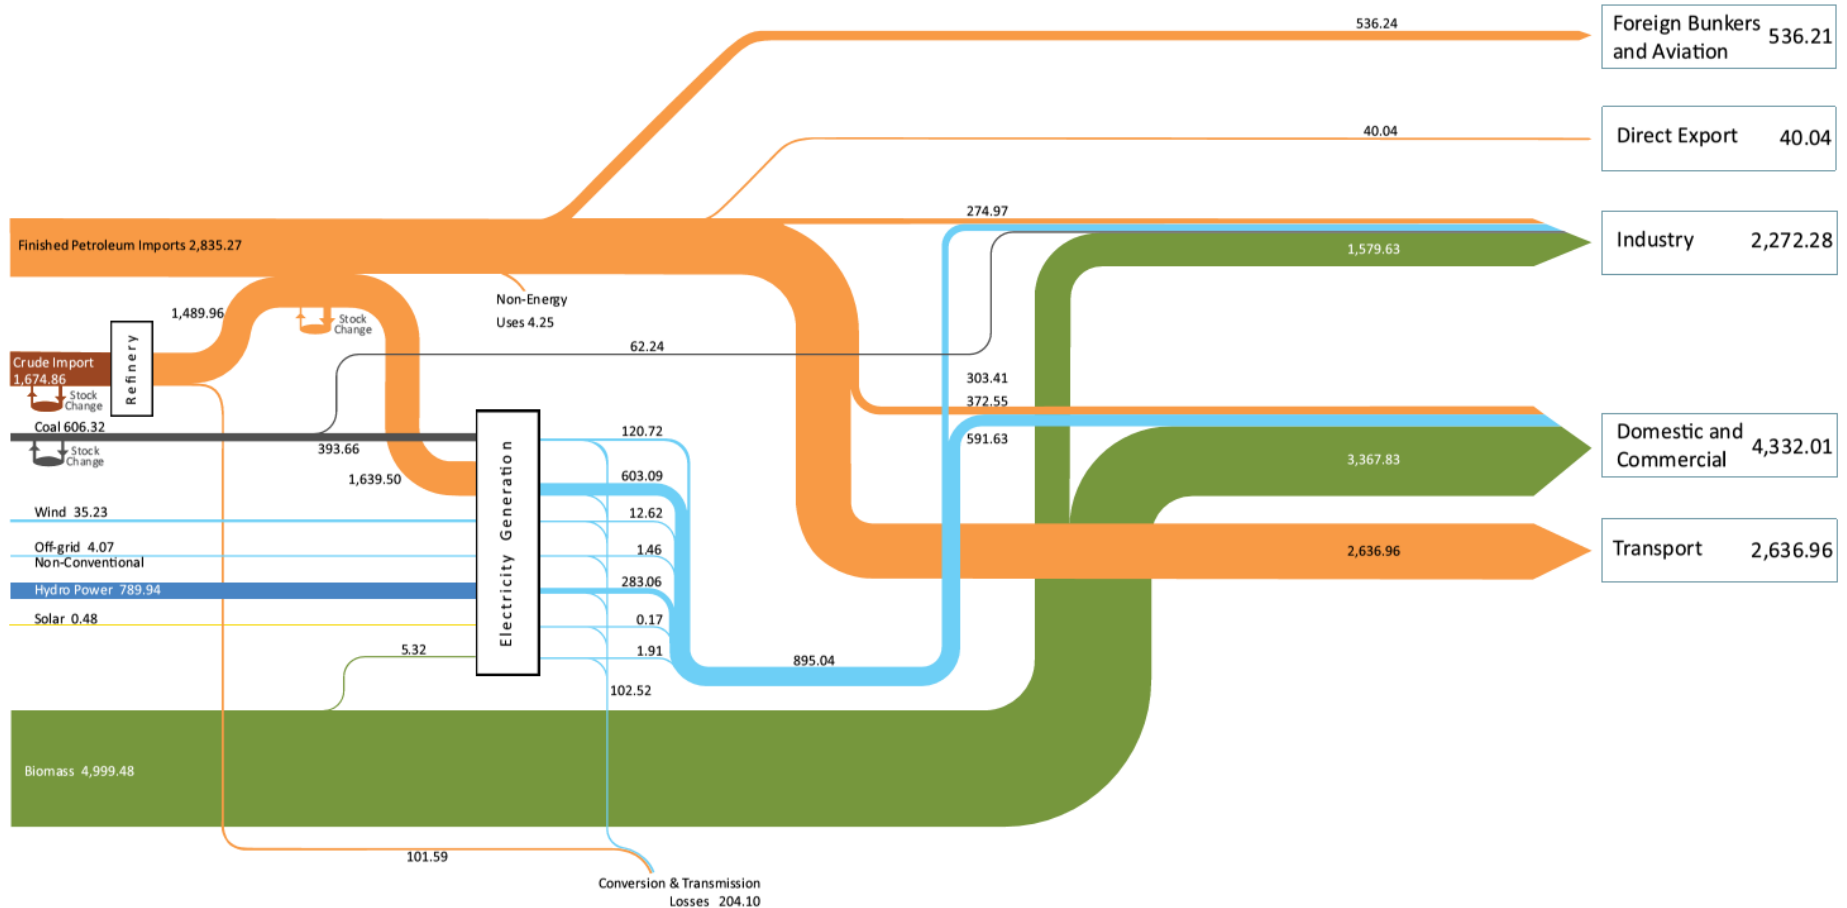 536.24
Foreign Bunkers
and Aviation
536.21
40.04
Direct Export 40.04
274.97
Finished Petroleum Imports 2,835.27
1,579.63
Industry 2,272.28
Non-Energy
Uses 4.25
1,489.96
Stock
Change
Refinery
62.24
Crude Import
1,674.86
Stock
Change
303.41
372.55
Coal 606.32
393.66
120.72
591.63
Domestic and
Commercial
4,332.01
Stock
Change
3,367.83
1,639.50
603.09
Electricity Generation
Wind 35.23
12.62
Off-grid 4.07
Non-Conventional
1.46
2,636.96
Transport 2,636.96
Hydro Power 789.94
283.06
Solar 0.48
0.17
5.32
1.91
895.04
102.52
Biomass 4,999.48
101.59
Conversion & Transmission
Losses 204.10